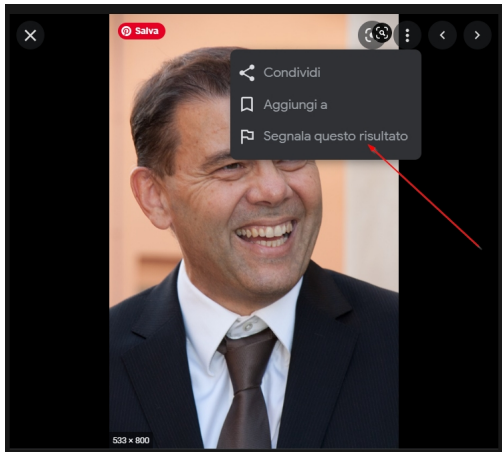 Salva
Condividi
Aggiungi a
Segnala questo risultato
533 × 800